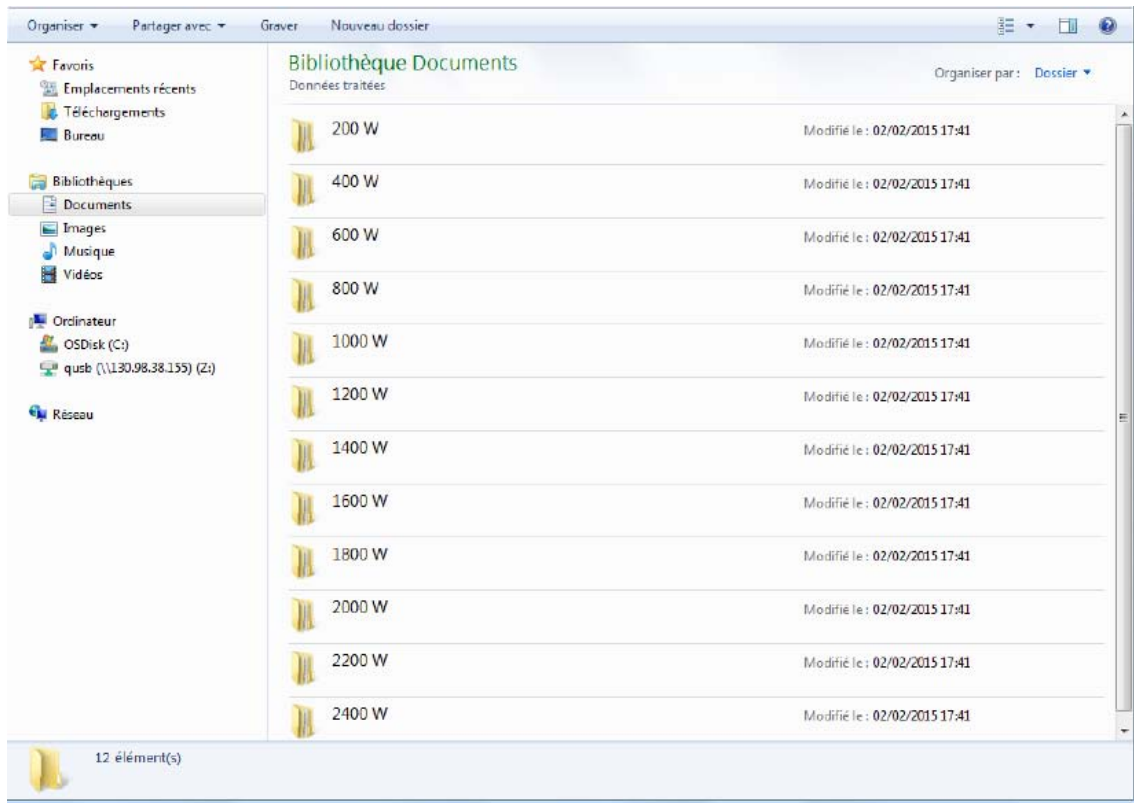 Organiser Partager avec Graver Nouveau dossier
Favoris
Emplacements récents
Téléchargements
Bureau
Bibliothèques
Documents
Images
Musique
Vidéos
Ordinateur
OSDisk (C:)
qusb (\\130.98.38.155) (Z:)
Réseau
Bibliothèque Documents
Données traitées
Organiser par : Dossier
200 W Modifié le : 02/02/2015 17:41
400 W Modifié le : 02/02/2015 17:41
600 W Modifié le : 02/02/2015 17:41
800 W Modifié le : 02/02/2015 17:41
1000 W Modifié le : 02/02/2015 17:41
1200 W Modifié le : 02/02/2015 17:41
1400 W Modifié le : 02/02/2015 17:41
1600 W Modifié le : 02/02/2015 17:41
1800 W Modifié le : 02/02/2015 17:41
2000 W Modifié le : 02/02/2015 17:41
2200 W Modifié le : 02/02/2015 17:41
2400 W Modifié le : 02/02/2015 17:41
12 élément(s)